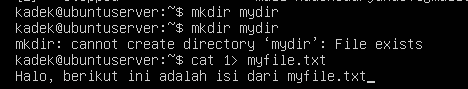 kadek@ubuntuserver:~$ mkdir mydir
kadek@ubuntuserver:~$ mkdir mydir
mkdir: cannot create directory ‘mydir’: File exists
kadek@ubuntuserver:~$ cat 1> myfile.txt
Halo, berikut ini adalah isi dari myfile.txt_